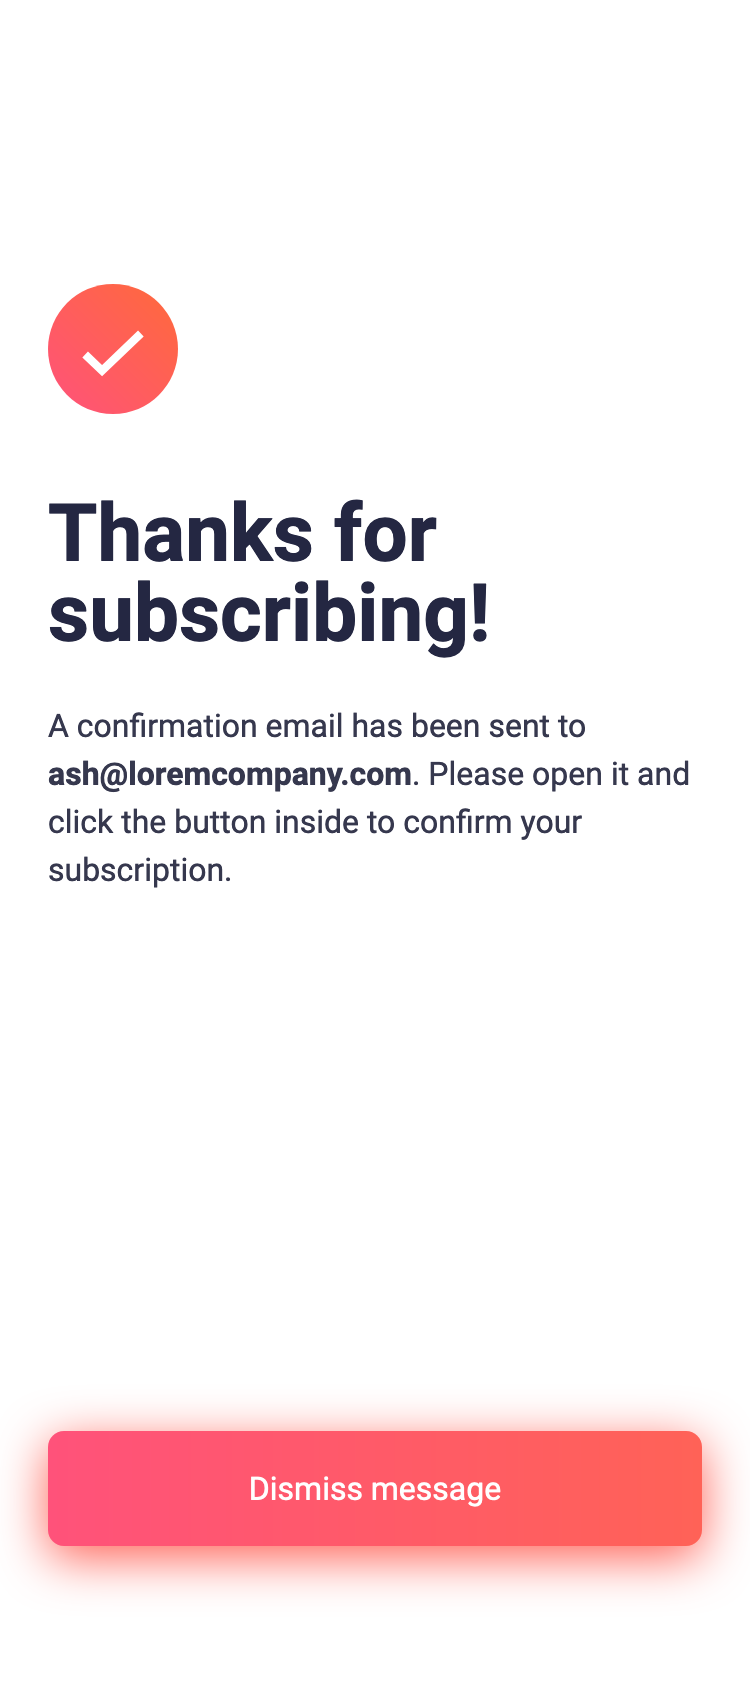 Thanks for
subscribing!
A confirmation email has been sent to
ash@loremcompany.com. Please open it and
click the button inside to confirm your
subscription.
Dismiss message